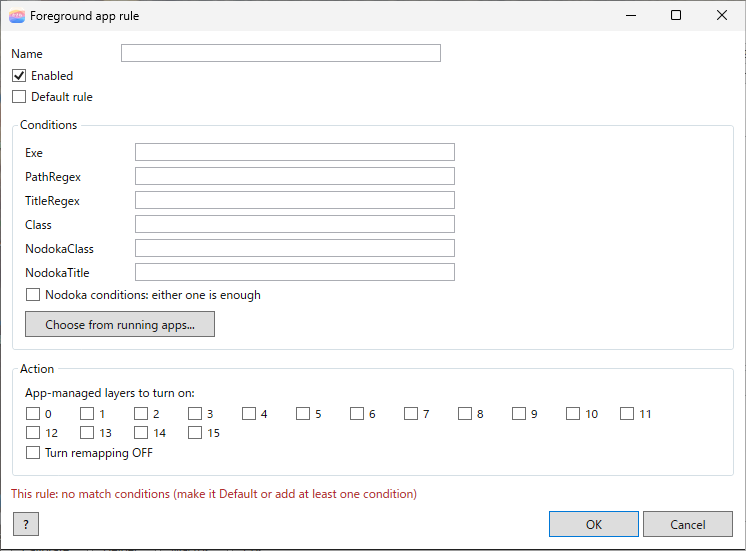 Foreground app rule
Name
Enabled
Default rule
Conditions
Exe
PathRegex
TitleRegex
Class
NodokaClass
NodokaTitle
Nodoka conditions: either one is enough
Choose from running apps...
Action
App-managed layers to turn on:
0 1 2 3 4 5 6 7 8 9 10 11
12 13 14 15
Turn remapping OFF
This rule: no match conditions (make it Default or add at least one condition)
? OK Cancel